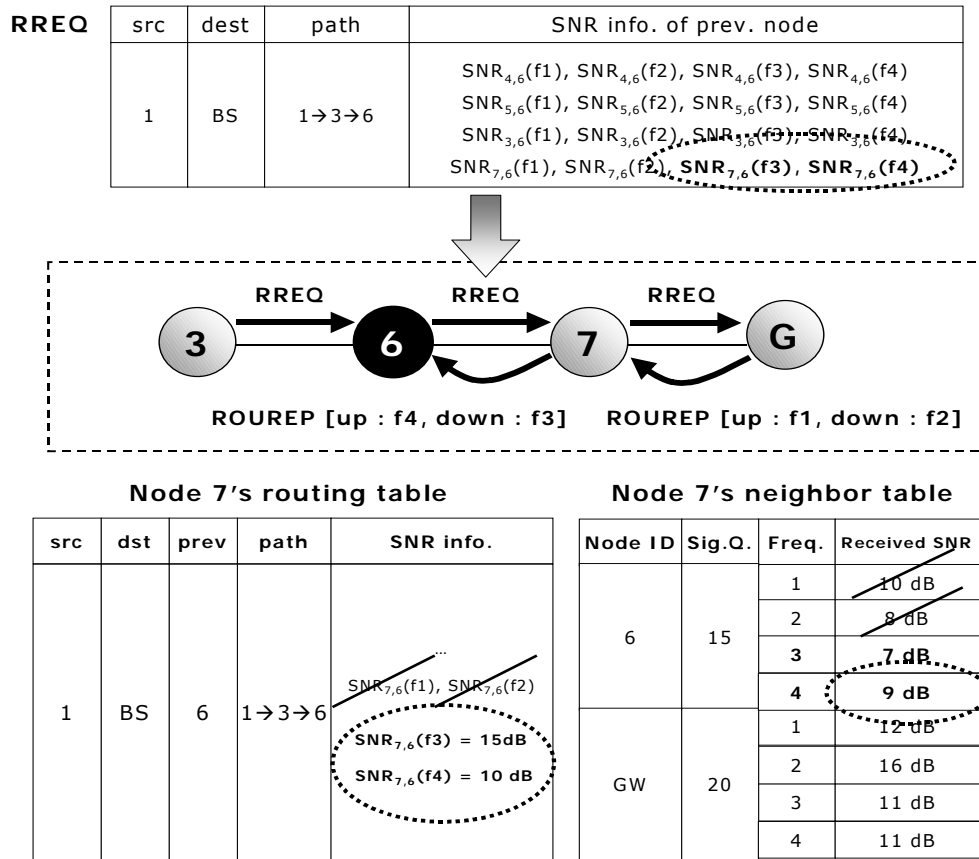 RREQ
src dest path SNR info. of prev. node
SNR4,6(f1), SNR4,6(f2), SNR4,6(f3), SNR4,6(f4)
SNR5,6(f1), SNR5,6(f2), SNR5,6(f3), SNR5,6(f4)
1 BS 1→3→6
SNR3,6(f1), SNR3,6(f2), SNR3,6(f3), SNR3,6(f4)
SNR7,6(f1), SNR7,6(f2), SNR7,6(f3), SNR7,6(f4)
RREQ RREQ RREQ
3 6 7 G
ROUREP [up : f4, down : f3] ROUREP [up : f1, down : f2]
Node 7's routing table
src dst prev path SNR info.
1 BS 6 1→3→6
...
SNR7,6(f1), SNR7,6(f2)
SNR7,6(f3) = 15dB
SNR7,6(f4) = 10 dB
Node 7's neighbor table
Node ID Sig.Q. Freq. Received SNR
6 15
1 10 dB
2 8 dB
3 7 dB
4 9 dB
GW 20
1 12 dB
2 16 dB
3 11 dB
4 11 dB